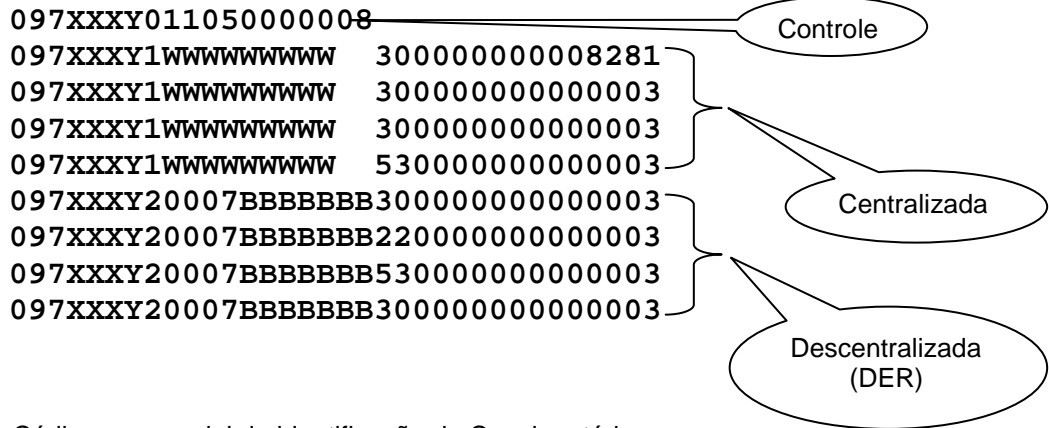 097XXXY011050000008
Controle
097XXXY1WWWWWWWWW  300000000008281
097XXXY1WWWWWWWWW  300000000000003
097XXXY1WWWWWWWWW  300000000000003
097XXXY1WWWWWWWWW  530000000000003
Centralizada
097XXXY20007BBBBBBB300000000000003
097XXXY20007BBBBBBB220000000000003
097XXXY20007BBBBBBB530000000000003
097XXXY20007BBBBBBB300000000000003
Descentralizada
(DER)